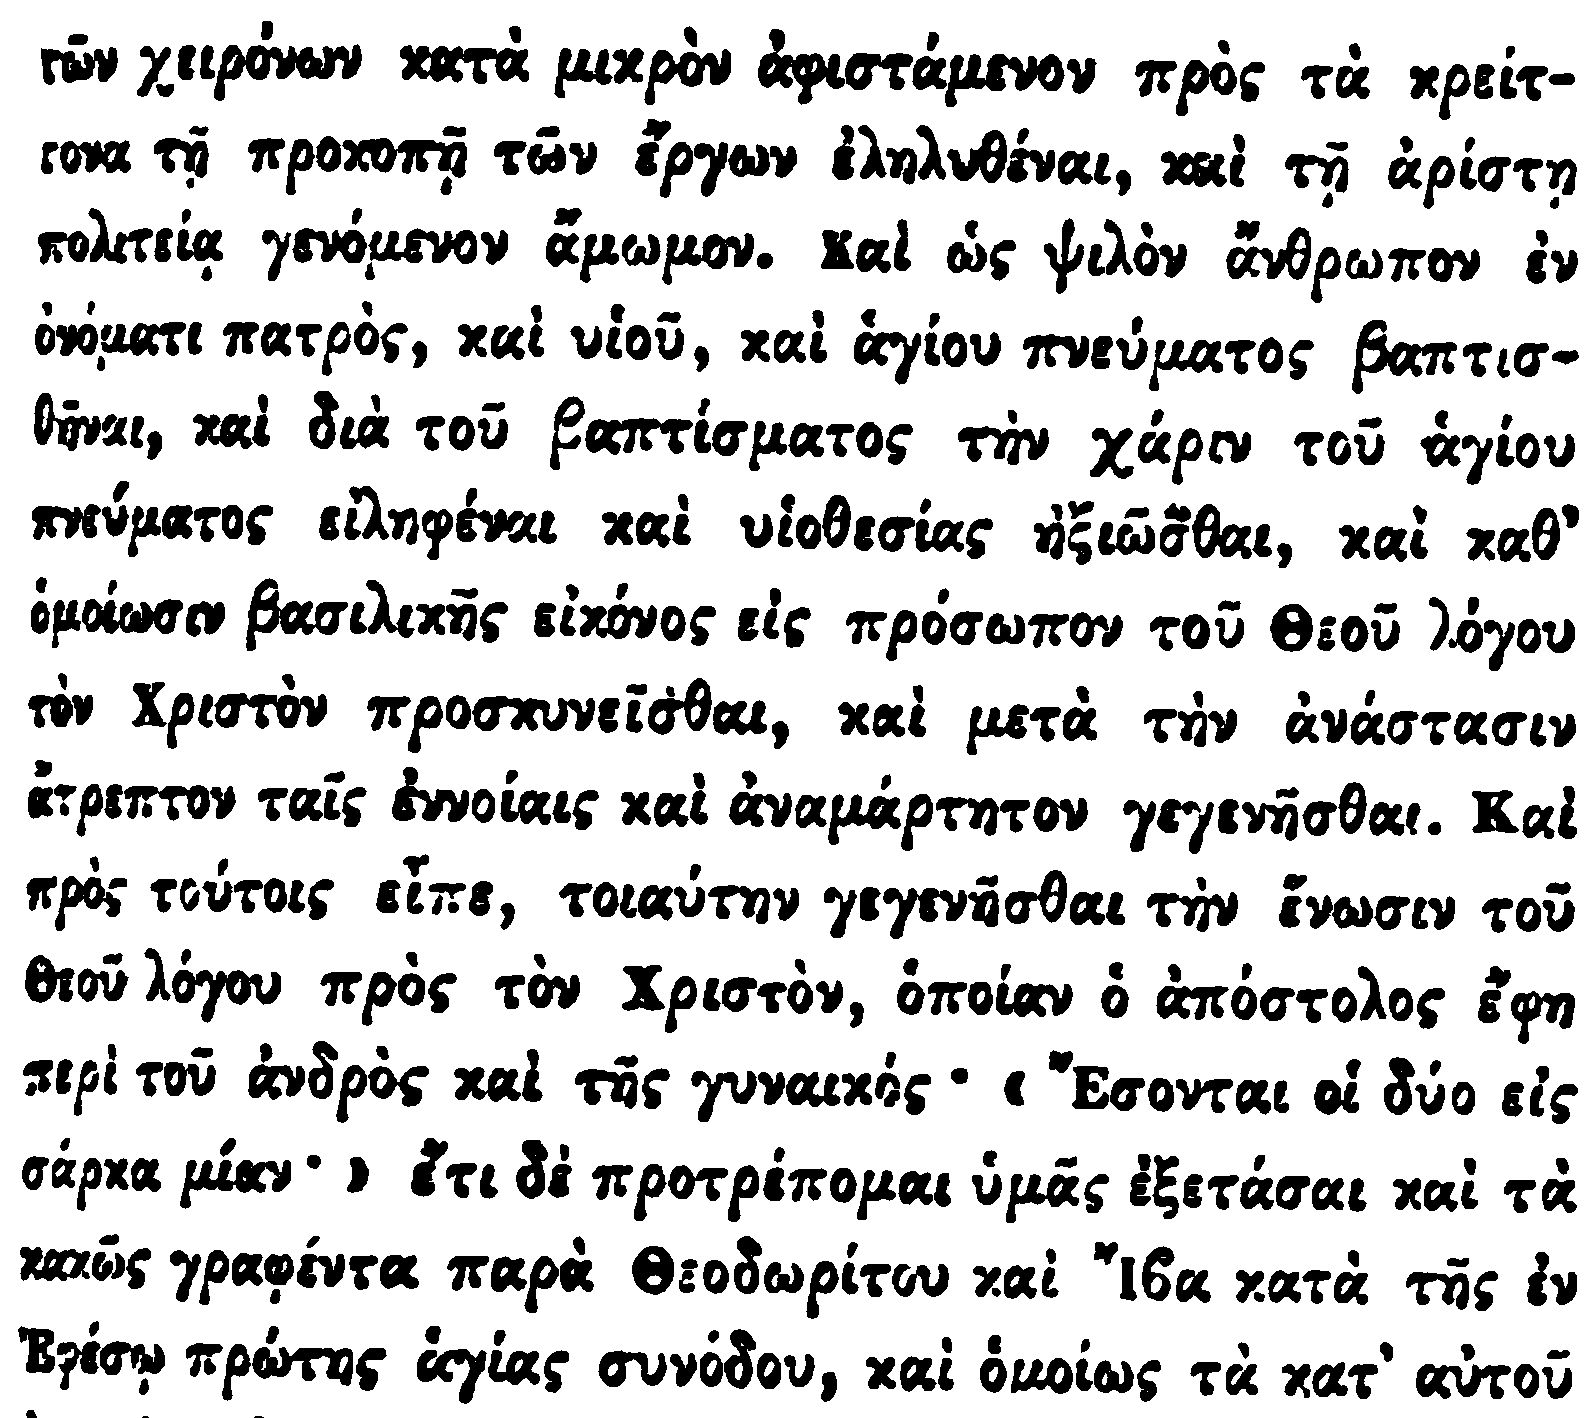 τῶν χειρόνων κατὰ μικρὸν ἀφιστάμενον πρὸς τὰ κρείτ-
τονα τῇ προκοπῇ τῶν ἔργων ἐληλυθέναι, καὶ τῇ ἀρίστῃ
πολιτείᾳ γενόμενον ἄμωμον. Καὶ ὡς ψιλὸν ἄνθρωπον ἐν
ὀνόματι πατρὸς, καὶ υἱοῦ, καὶ ἁγίου πνεύματος βαπτισ-
θῆναι, καὶ διὰ τοῦ βαπτίσματος τὴν χάριν τοῦ ἁγίου
πνεύματος εἰληφέναι καὶ υἱοθεσίας ἠξιῶσθαι, καὶ καθ’
ὁμοίωσιν βασιλικῆς εἰκόνος εἰς πρόσωπον τοῦ Θεοῦ λόγου
τὸν Χριστὸν προσκυνεῖσθαι, καὶ μετὰ τὴν ἀνάστασιν
ἄτρεπτον ταῖς ἐννοίαις καὶ ἀναμάρτητον γεγενῆσθαι. Καὶ
πρὸς τούτοις εἶπε, τοιαύτην γεγενῆσθαι τὴν ἕνωσιν τοῦ
Θεοῦ λόγου πρὸς τὸν Χριστὸν, ὁποίαν ὁ ἀπόστολος ἔφη
περὶ τοῦ ἀνδρὸς καὶ τῆς γυναικός · « Ἔσονται οἱ δύο εἰς
σάρκα μίαν · » ἔτι δὲ προτρέπομαι ὑμᾶς ἐξετάσαι καὶ τὰ
κακῶς γραφέντα παρὰ Θεοδωρίτου καὶ Ἴβα κατὰ τῆς ἐν
Ἐφέσῳ πρώτης ἁγίας συνόδου, καὶ ὁμοίως τὰ κατ’ αὐτοῦ